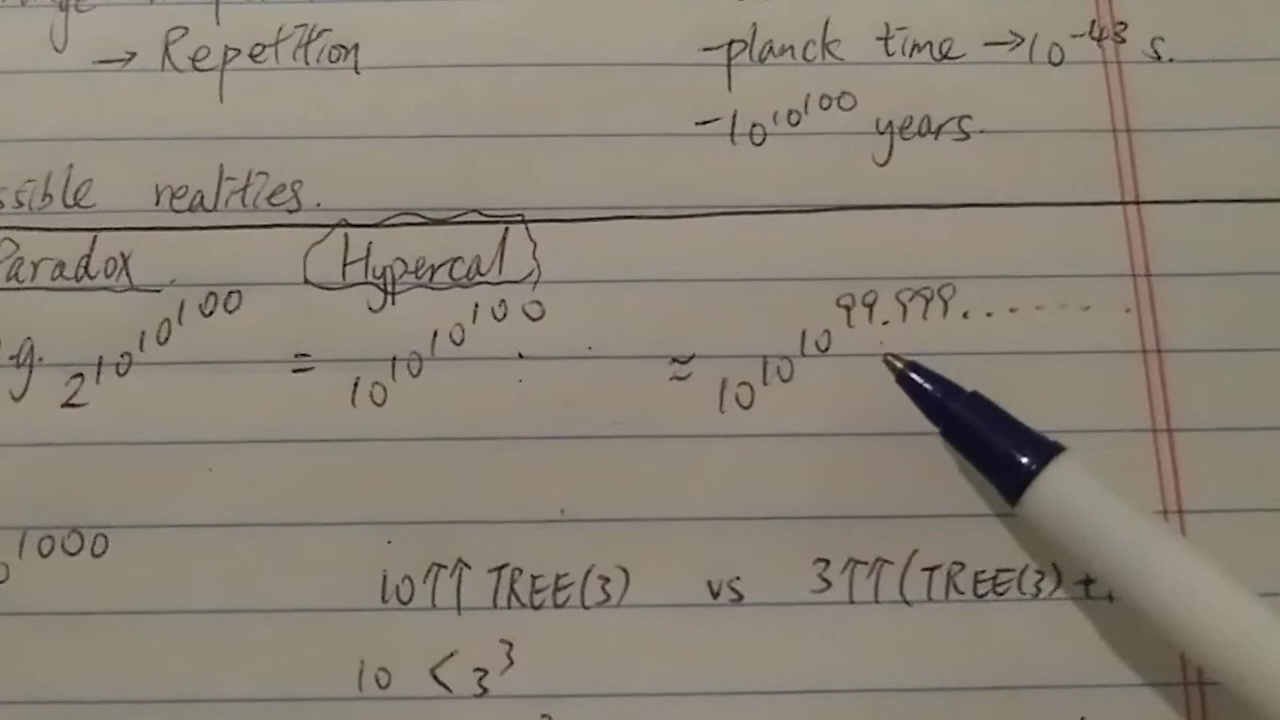 → Repetition
-planck time → 10^-43 s.
-10^10^100 years.
ssible realities.
Paradox.
Hypercal
g. 2^10^10^100 = 10^10^10^100 ≈ 10^10^10^99.999.......
1000
10↑↑ TREE(3) vs 3↑↑(TREE(3)+
10 < 3^3